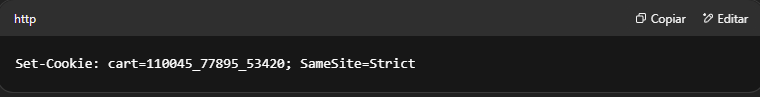 http Copiar Editar
Set-Cookie: cart=110045_77895_53420; SameSite=Strict